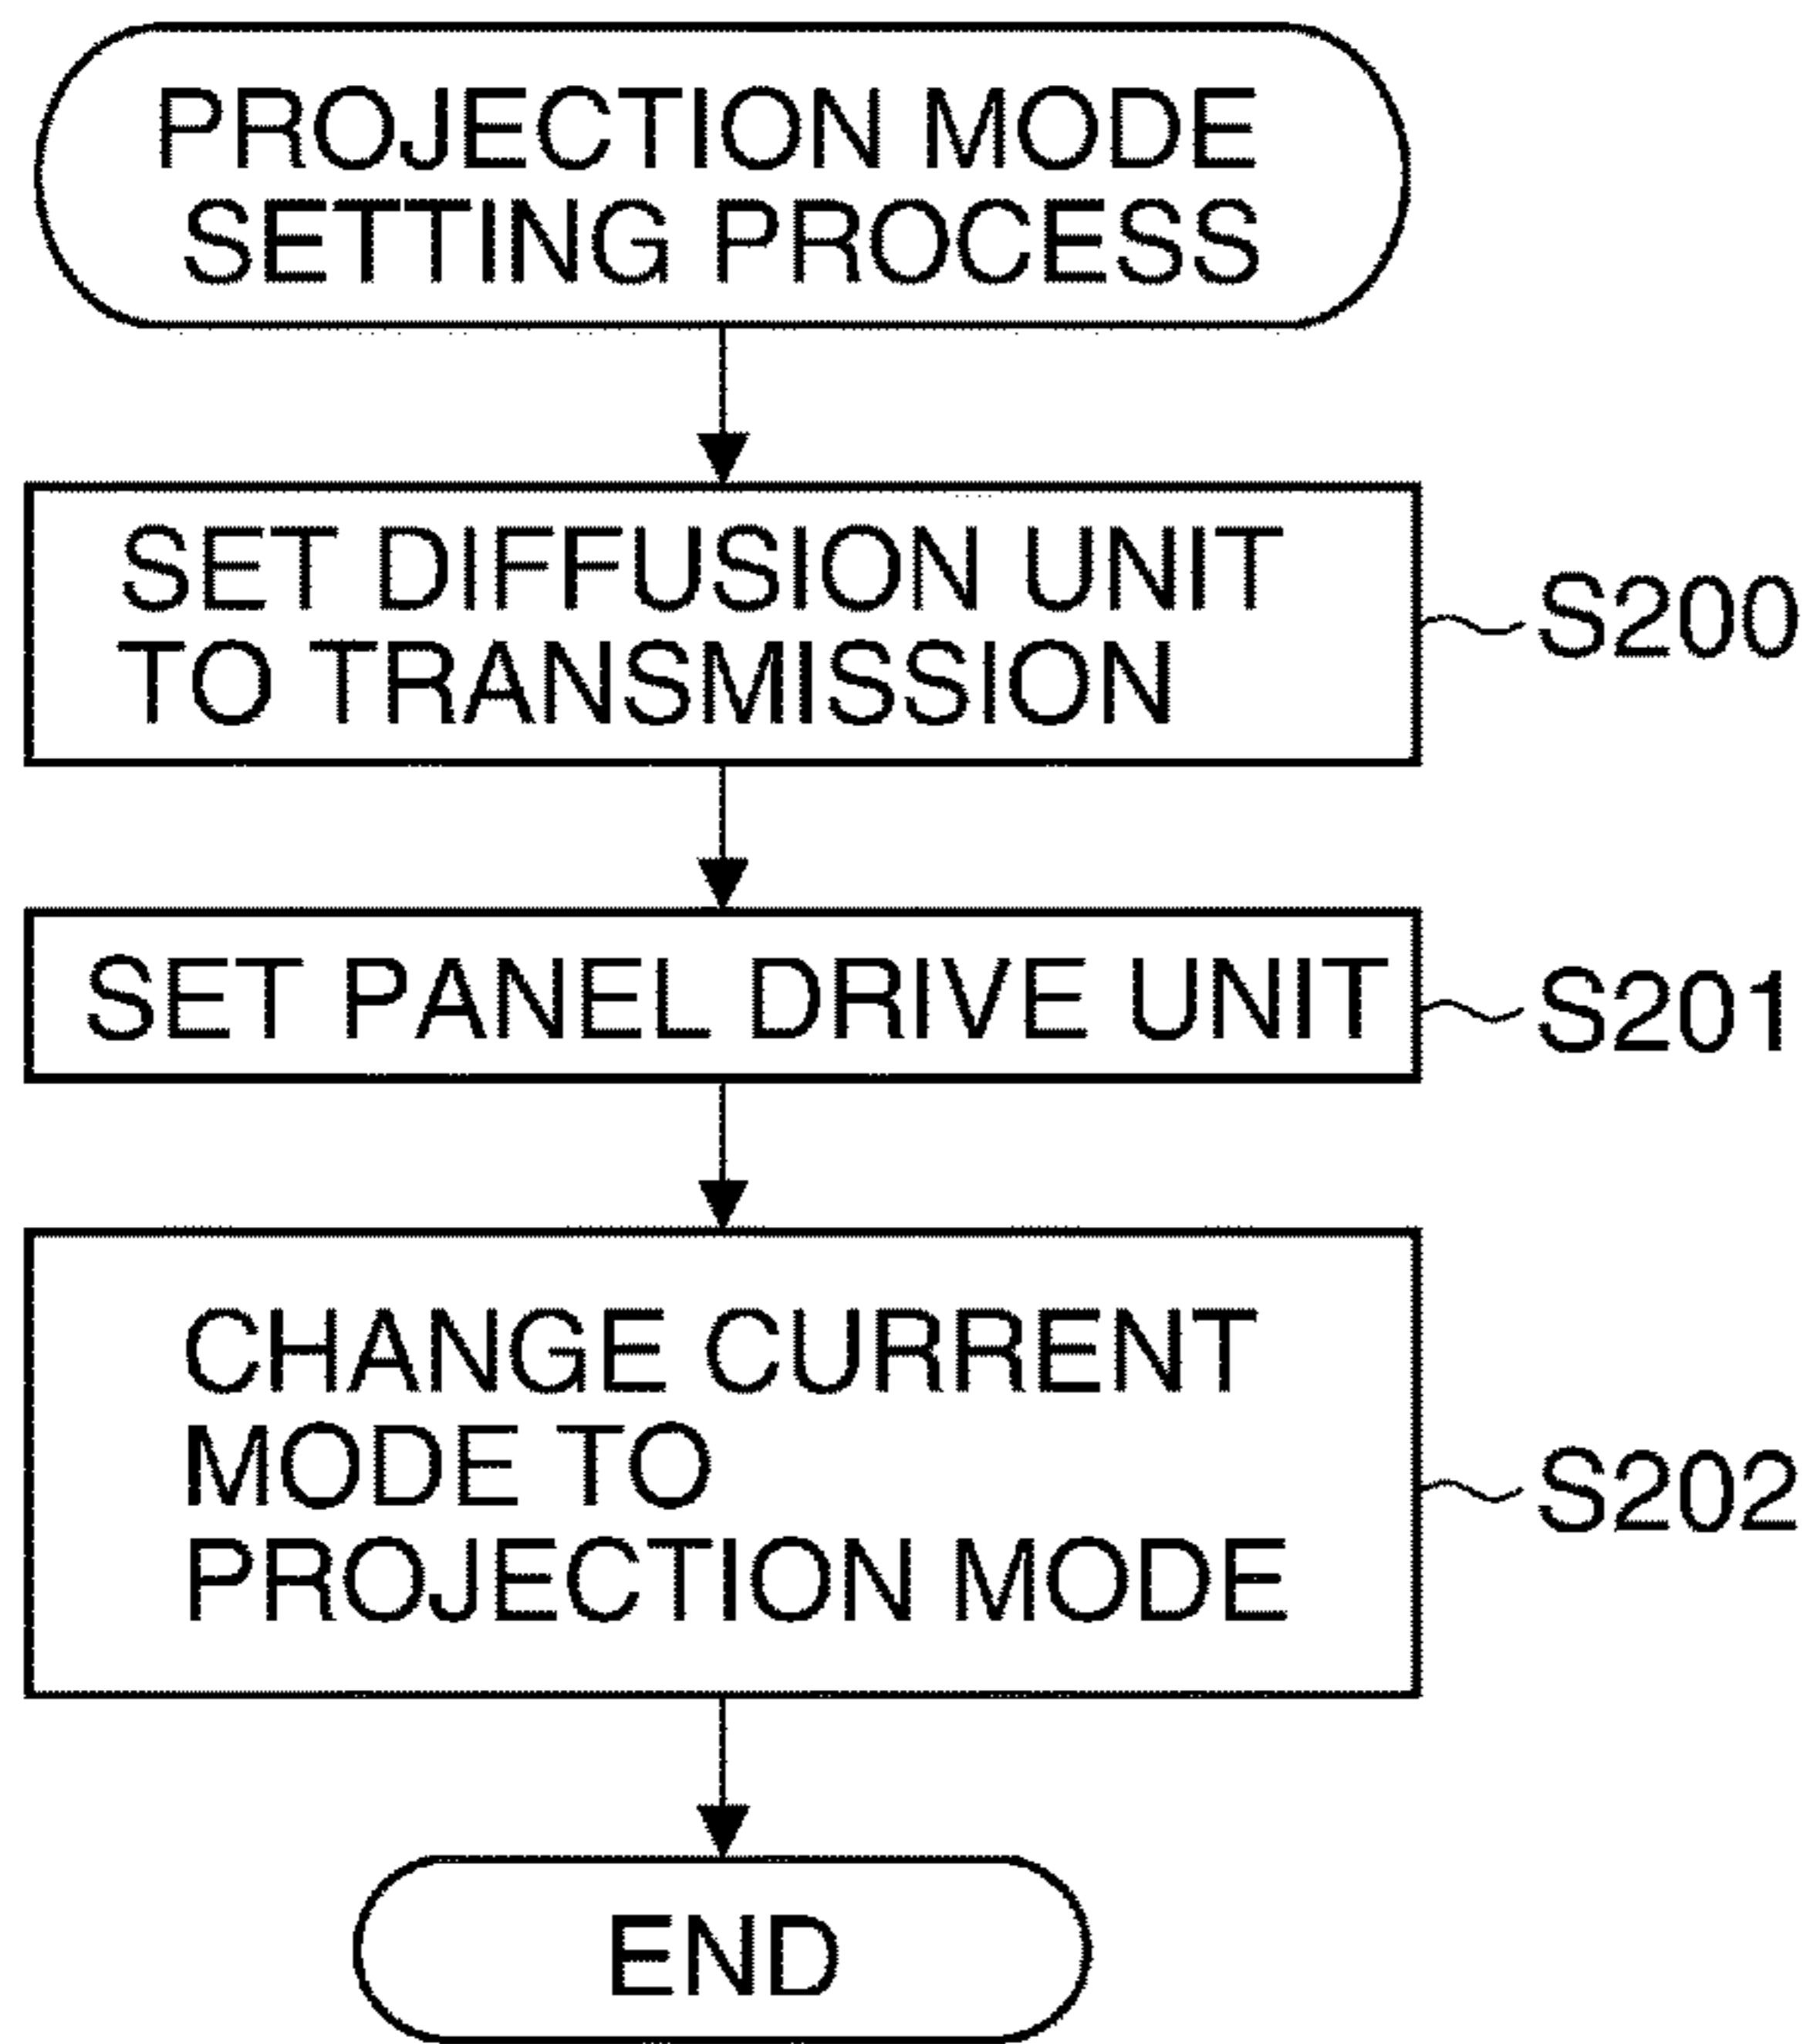 PROJECTION MODE
SETTING PROCESS
SET DIFFUSION UNIT
TO TRANSMISSION
S200
SET PANEL DRIVE UNIT
S201
CHANGE CURRENT
MODE TO
PROJECTION MODE
S202
END